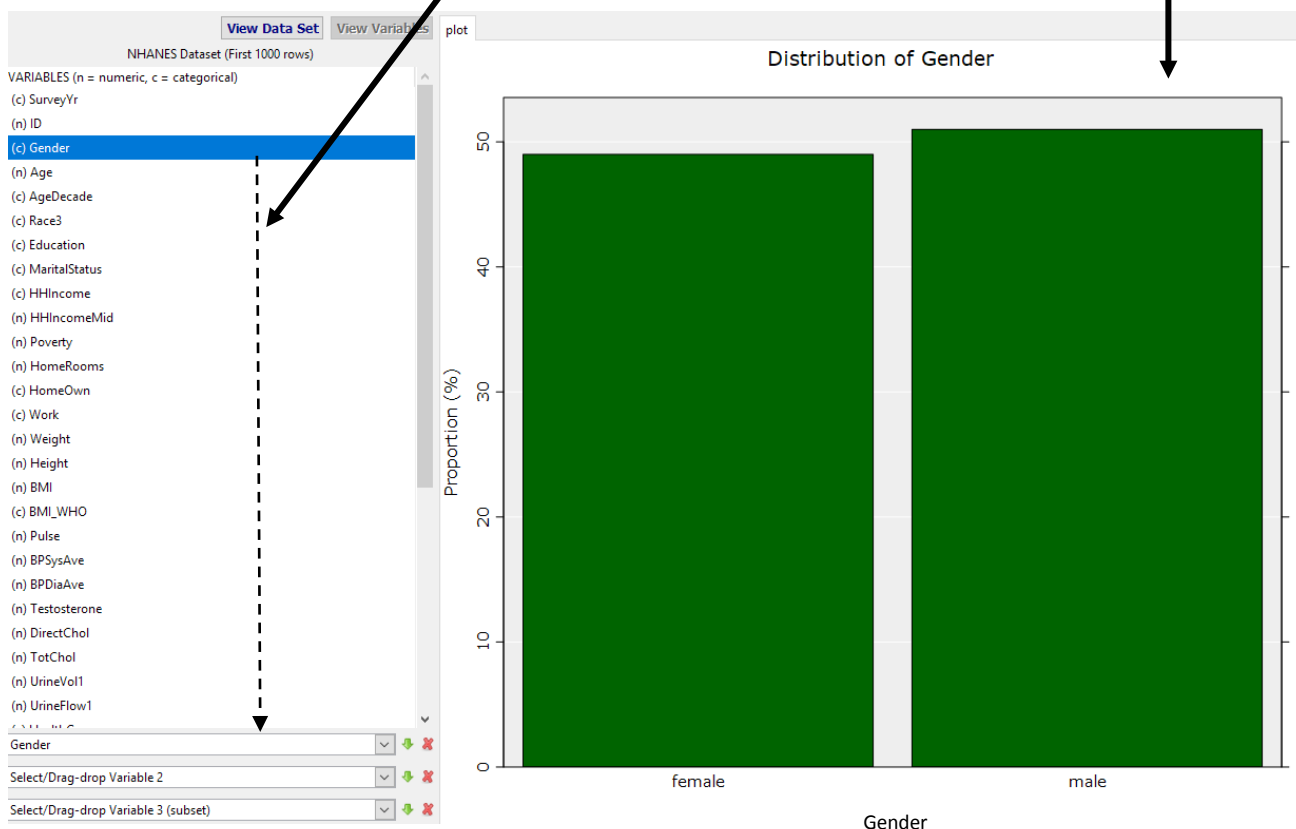 View Data Set View Variables
NHANES Dataset (First 1000 rows)
VARIABLES (n = numeric, c = categorical)
(c) SurveyYr
(n) ID
(c) Gender
(n) Age
(c) AgeDecade
(c) Race3
(c) Education
(c) MaritalStatus
(c) HHIncome
(n) HHIncomeMid
(n) Poverty
(n) HomeRooms
(c) HomeOwn
(c) Work
(n) Weight
(n) Height
(n) BMI
(c) BMI_WHO
(n) Pulse
(n) BPSysAve
(n) BPDiaAve
(n) Testosterone
(n) DirectChol
(n) TotChol
(n) UrineVol1
(n) UrineFlow1
Gender
Select/Drag-drop Variable 2
Select/Drag-drop Variable 3 (subset)
plot
Distribution of Gender
Proportion (%)
50
40
30
20
10
0
female male
Gender